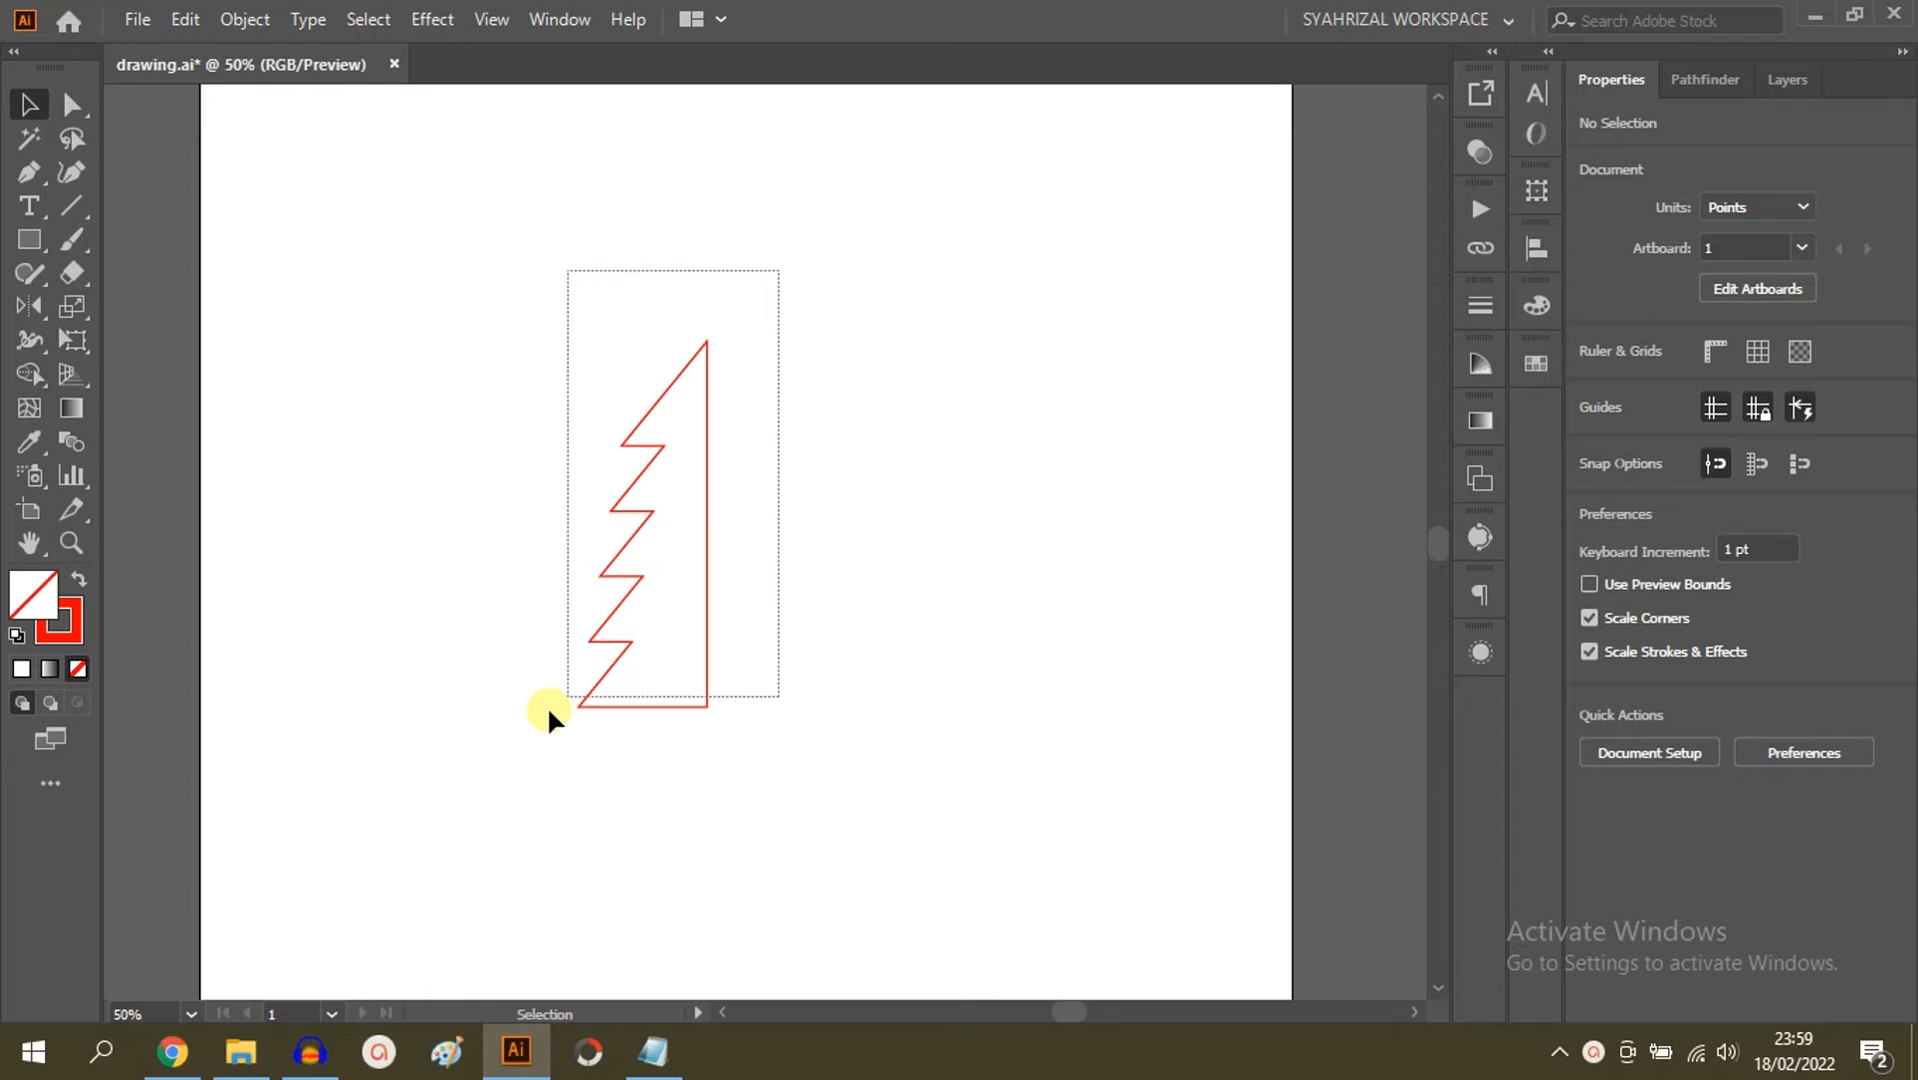 Ai File Edit Object Type Select Effect View Window Help SYAHRIZAL WORKSPACE Search Adobe Stock
drawing.ai* @ 50% (RGB/Preview)
Properties Pathfinder Layers
No Selection
Document
Units: Points
Artboard: 1
Edit Artboards
Ruler & Grids
Guides
Snap Options
Preferences
Keyboard Increment: 1 pt
Use Preview Bounds
Scale Corners
Scale Strokes & Effects
Quick Actions
Document Setup Preferences
Activate Windows
Go to Settings to activate Windows.
50% 1 Selection
Ai
23:59
18/02/2022
2